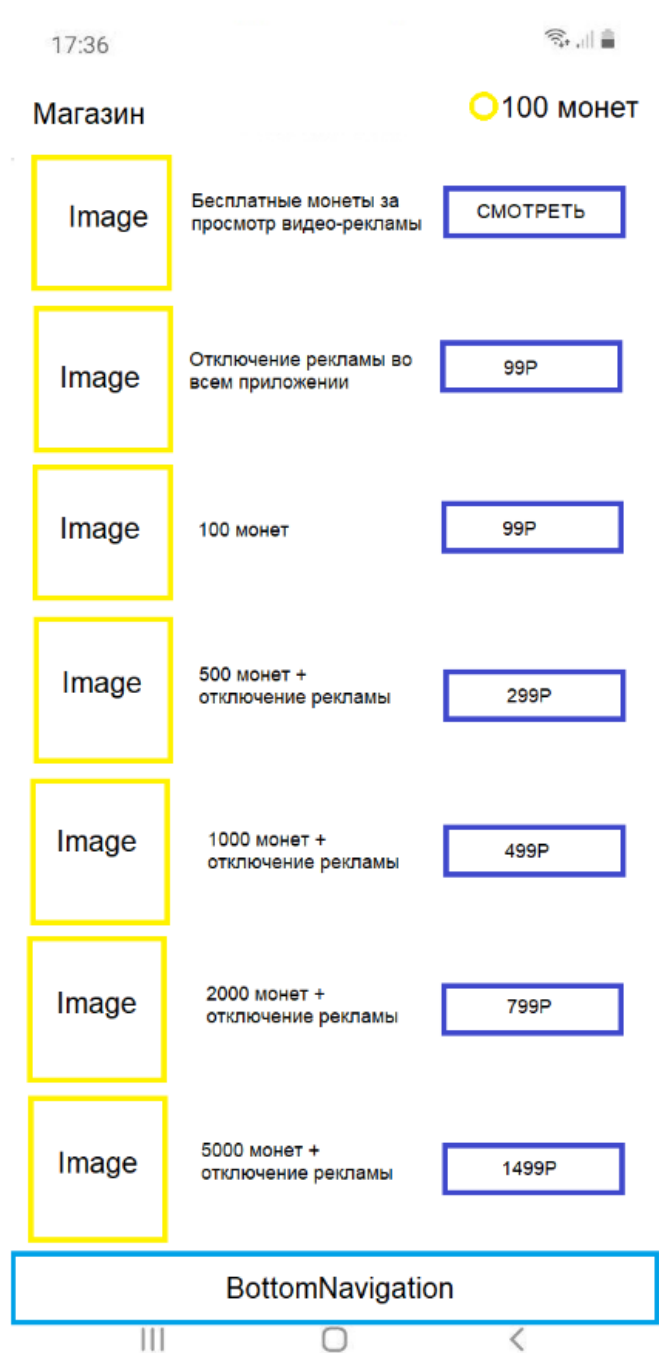 17:36
Магазин
100 монет
Image
Бесплатные монеты за
просмотр видео-рекламы
СМОТРЕТЬ
Image
Отключение рекламы во
всем приложении
99Р
Image
100 монет
99Р
Image
500 монет +
отключение рекламы
299Р
Image
1000 монет +
отключение рекламы
499Р
Image
2000 монет +
отключение рекламы
799Р
Image
5000 монет +
отключение рекламы
1499Р
BottomNavigation